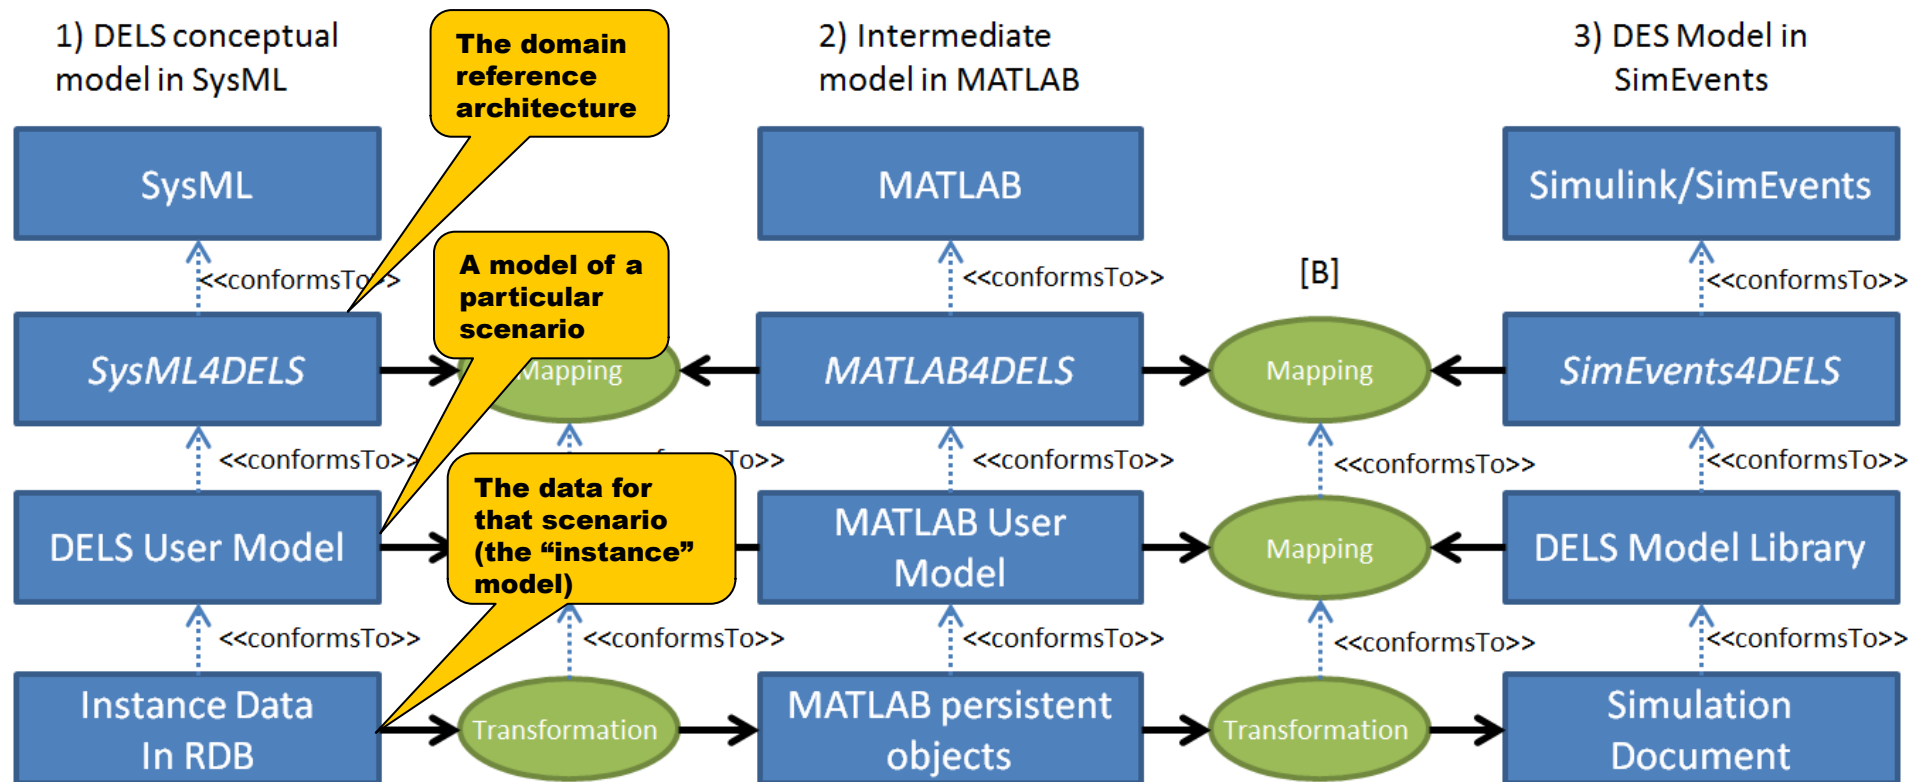 1) DELS conceptual
model in SysML
The domain
reference
architecture
2) Intermediate
model in MATLAB
3) DES Model in
SimEvents
SysML
MATLAB
Simulink/SimEvents
<<conformsTo>>
A model of a
particular
scenario
<<conformsTo>>
[B]
<<conformsTo>>
SysML4DELS
Mapping
MATLAB4DELS
Mapping
SimEvents4DELS
<<conformsTo>>
To>>
<<conformsTo>>
<<conformsTo>>
<<conformsTo>>
The data for
that scenario
(the “instance”
model)
DELS User Model
MATLAB User
Model
Mapping
DELS Model Library
<<conformsTo>>
<<conformsTo>>
<<conformsTo>>
<<conformsTo>>
<<conformsTo>>
Instance Data
In RDB
Transformation
MATLAB persistent
objects
Transformation
Simulation
Document